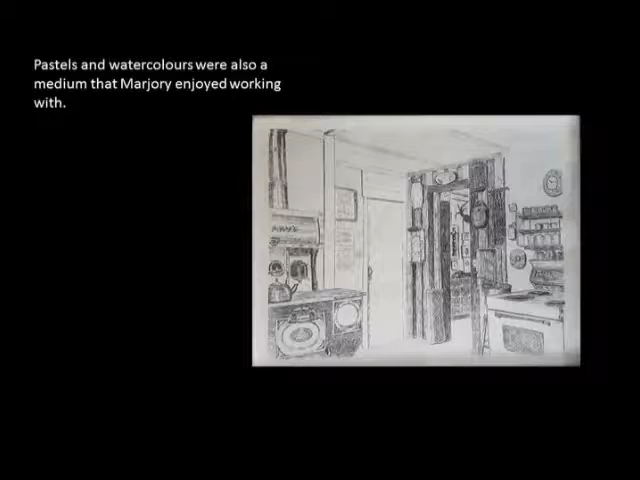 Pastels and watercolours were also a
medium that Marjory enjoyed working
with.